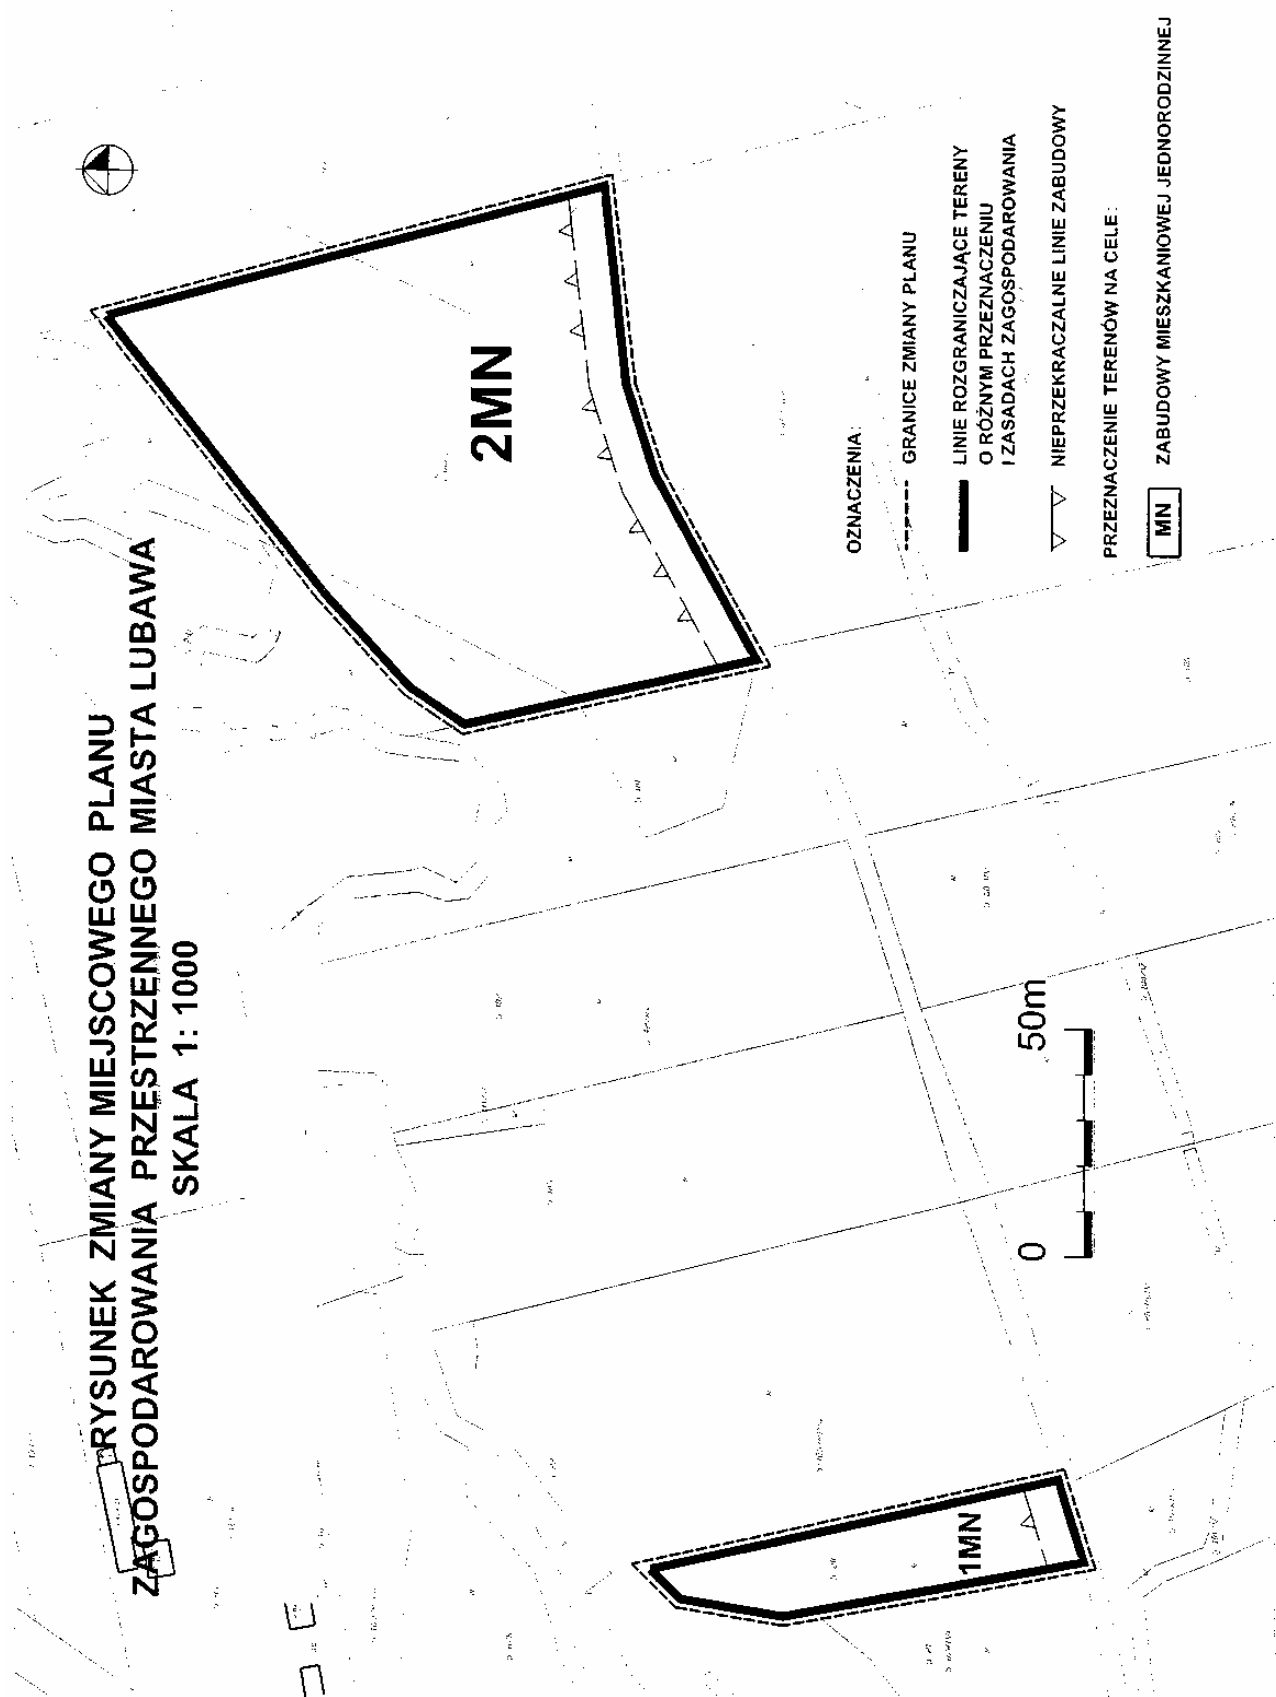 RYSUNEK ZMIANY MIEJSCOWEGO PLANU
ZAGOSPODAROWANIA PRZESTRZENNEGO MIASTA LUBAWA
SKALA 1: 1000
2MN
1MN
0 50m
OZNACZENIA:
GRANICE ZMIANY PLANU
LINIE ROZGRANICZAJĄCE TERENY
O RÓŻNYM PRZEZNACZENIU
I ZASADACH ZAGOSPODAROWANIA
NIEPRZEKRACZALNE LINIE ZABUDOWY
PRZEZNACZENIE TERENÓW NA CELE:
MN ZABUDOWY MIESZKANIOWEJ JEDNORODZINNEJ